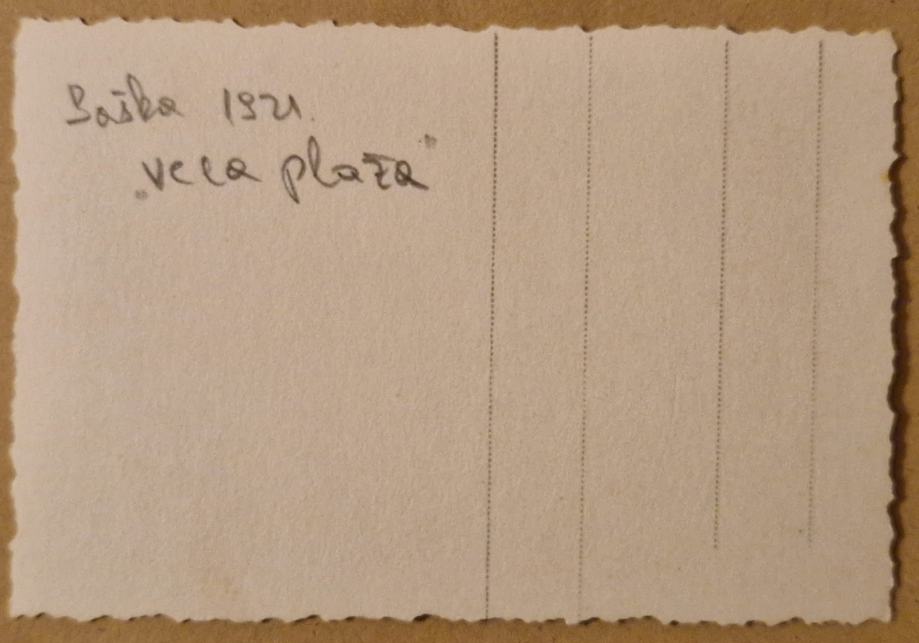 Baška 1921.
„Vela plaža"